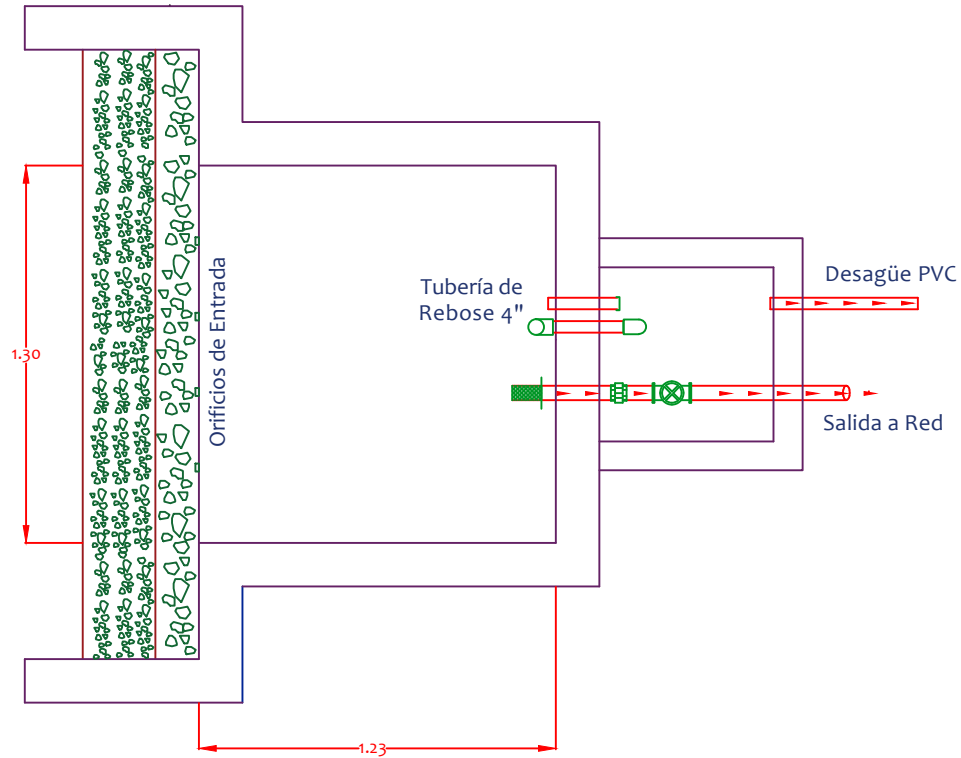 Desagüe PVC
Tubería de
Rebose 4"
Orificios de Entrada
1.30
Salida a Red
1.23